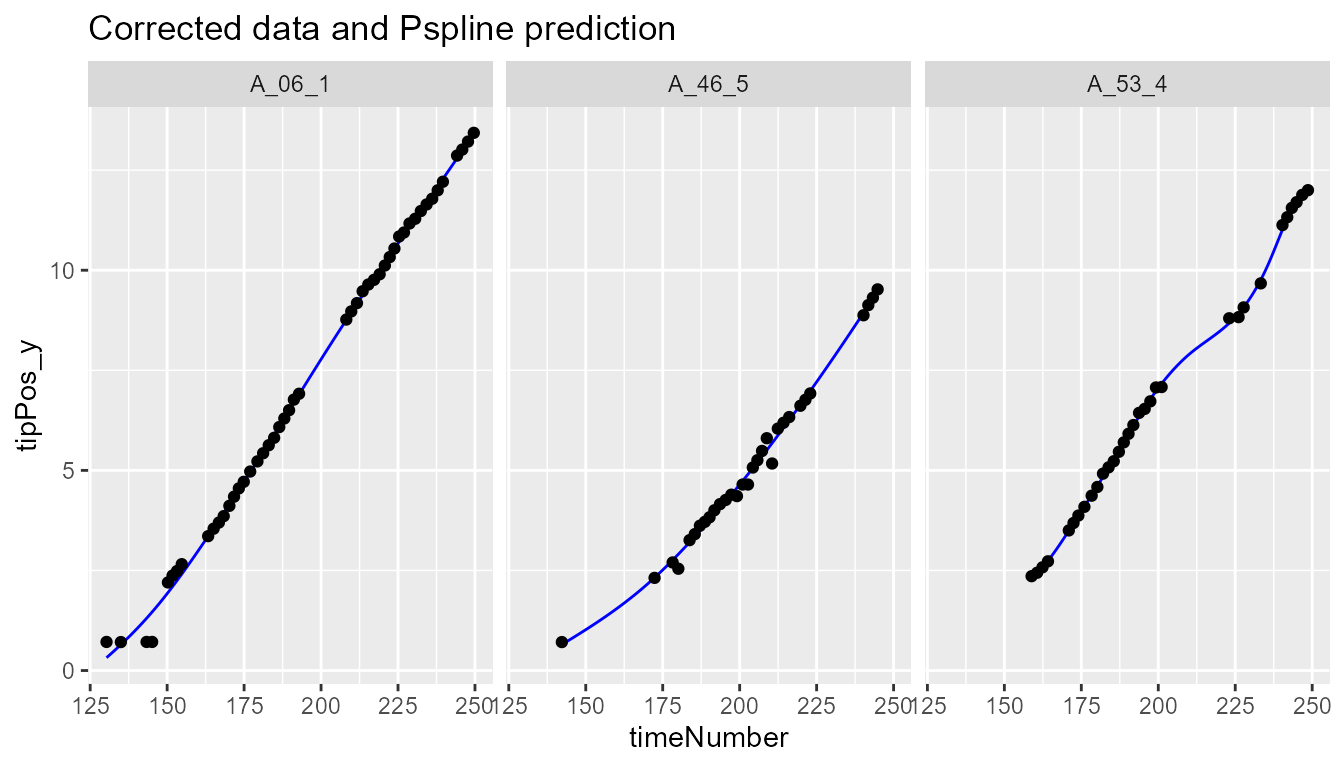 Corrected data and Pspline prediction
A_06_1 A_46_5 A_53_4
10
5
0
125 150 175 200 225 250 125 150 175 200 225 250 125 150 175 200 225 250
timeNumber
tipPos_y